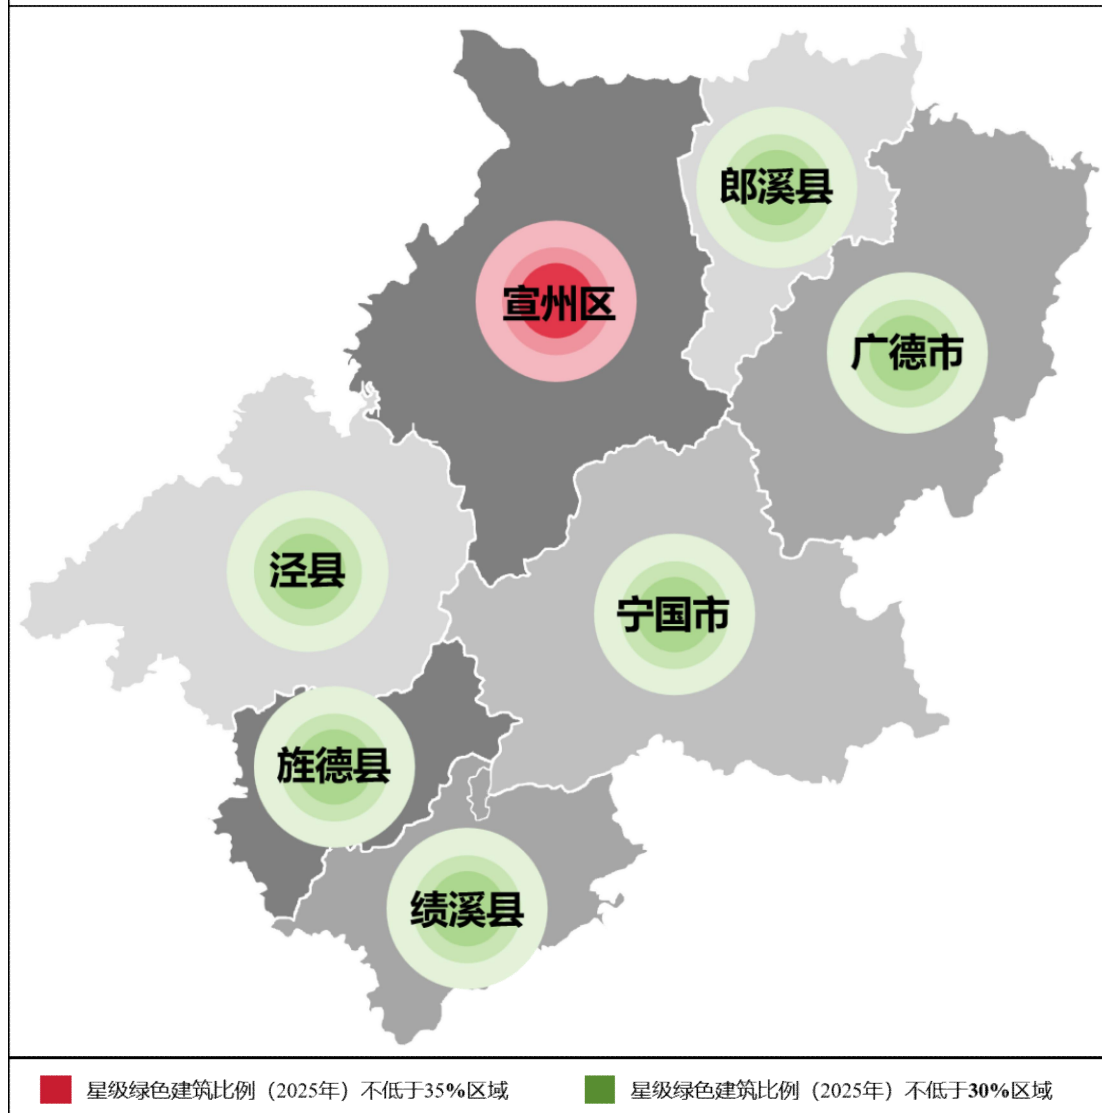 郎溪县
宣州区
广德市
泾县
宁国市
旌德县
绩溪县
星级绿色建筑比例（2025年）不低于35%区域
星级绿色建筑比例（2025年）不低于30%区域